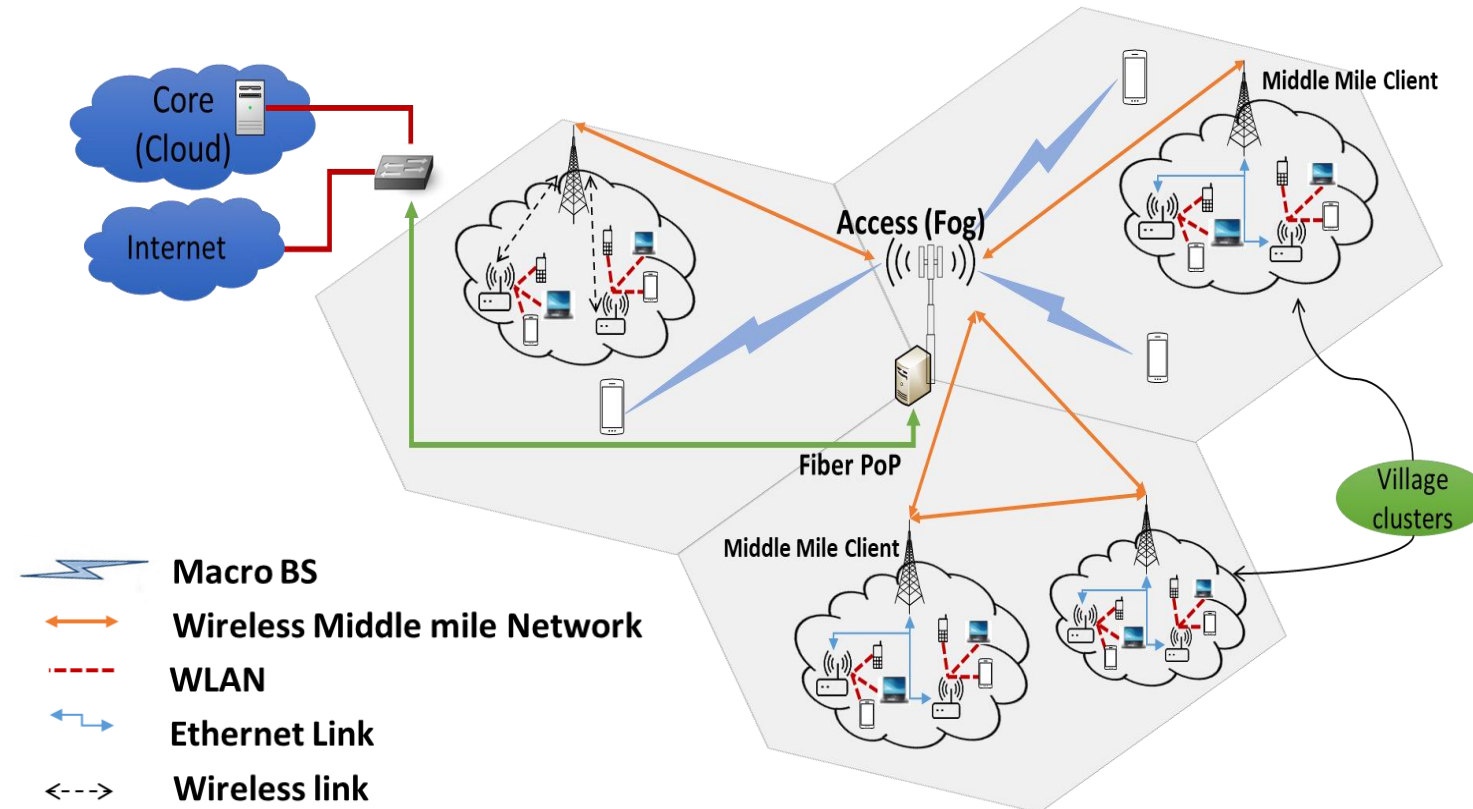 Core
(Cloud)
Internet
Middle Mile Client
Access (Fog)
Fiber PoP
Village
clusters
Middle Mile Client
Macro BS
Wireless Middle mile Network
WLAN
Ethernet Link
Wireless link